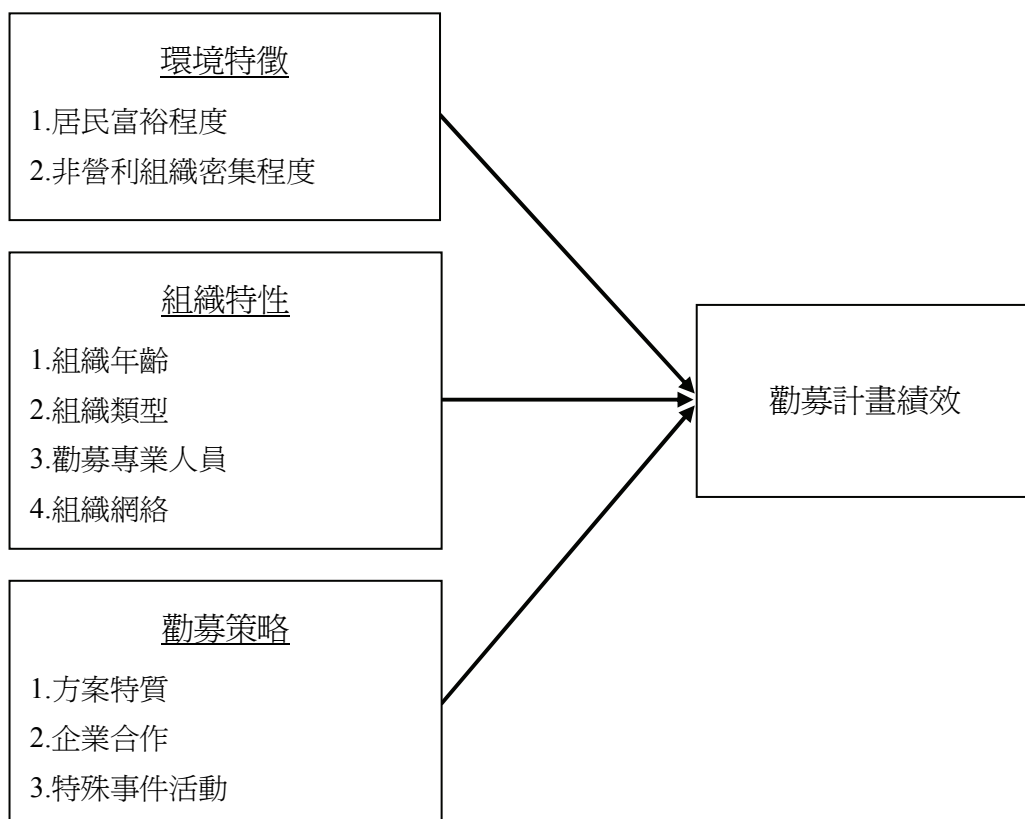 環境特徵
1.居民富裕程度
2.非營利組織密集程度
組織特性
1.組織年齡
2.組織類型
3.勸募專業人員
4.組織網絡
勸募計畫績效
勸募策略
1.方案特質
2.企業合作
3.特殊事件活動